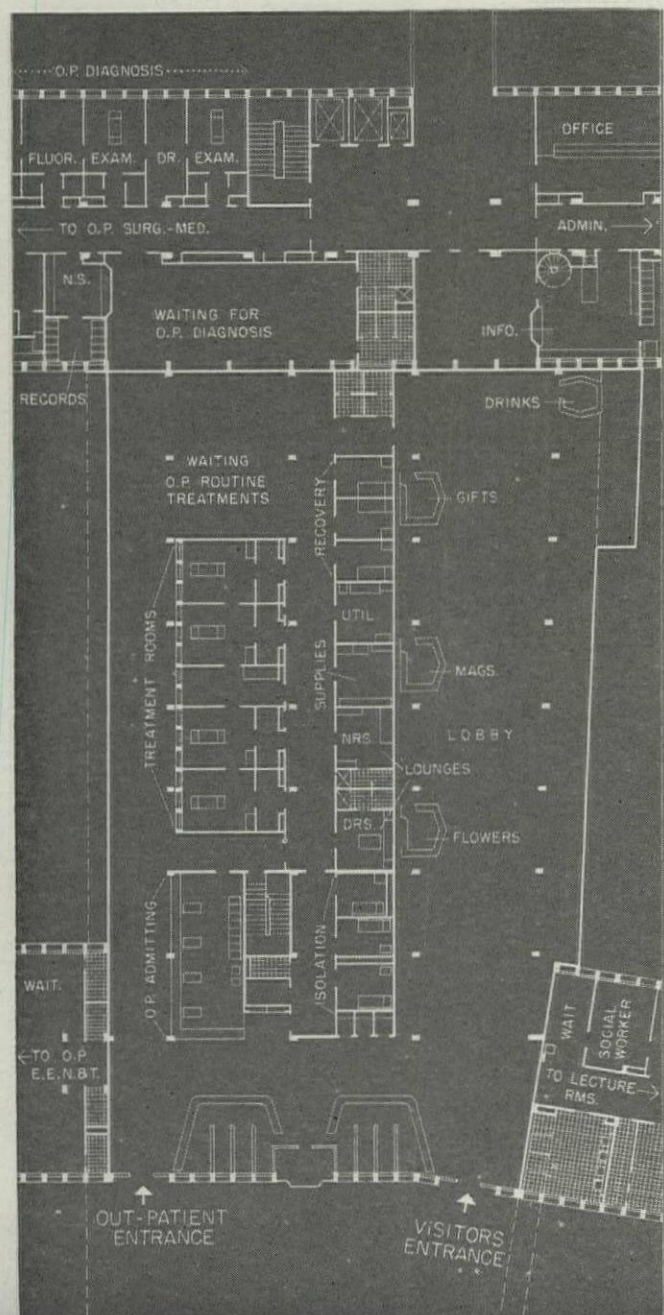 O.P. DIAGNOSIS
OFFICE
FLUOR. EXAM. DR. EXAM.
TO O.P. SURG.-MED.
ADMIN.
N.S.
WAITING FOR
O.P. DIAGNOSIS
INFO.
RECORDS
DRINKS
WAITING
O.P. ROUTINE
TREATMENTS
RECOVERY
GIFTS
TREATMENT ROOMS
UTIL
SUPPLIES
MAGS.
NRS.
LOBBY
LOUNGES
DRS.
FLOWERS
O.P. ADMITTING
ISOLATION
WAIT.
WAIT
SOCIAL
WORKER
TO O.P
E.E.N.&T.
TO LECTURE
RMS.
OUT-PATIENT
ENTRANCE
VISITORS
ENTRANCE